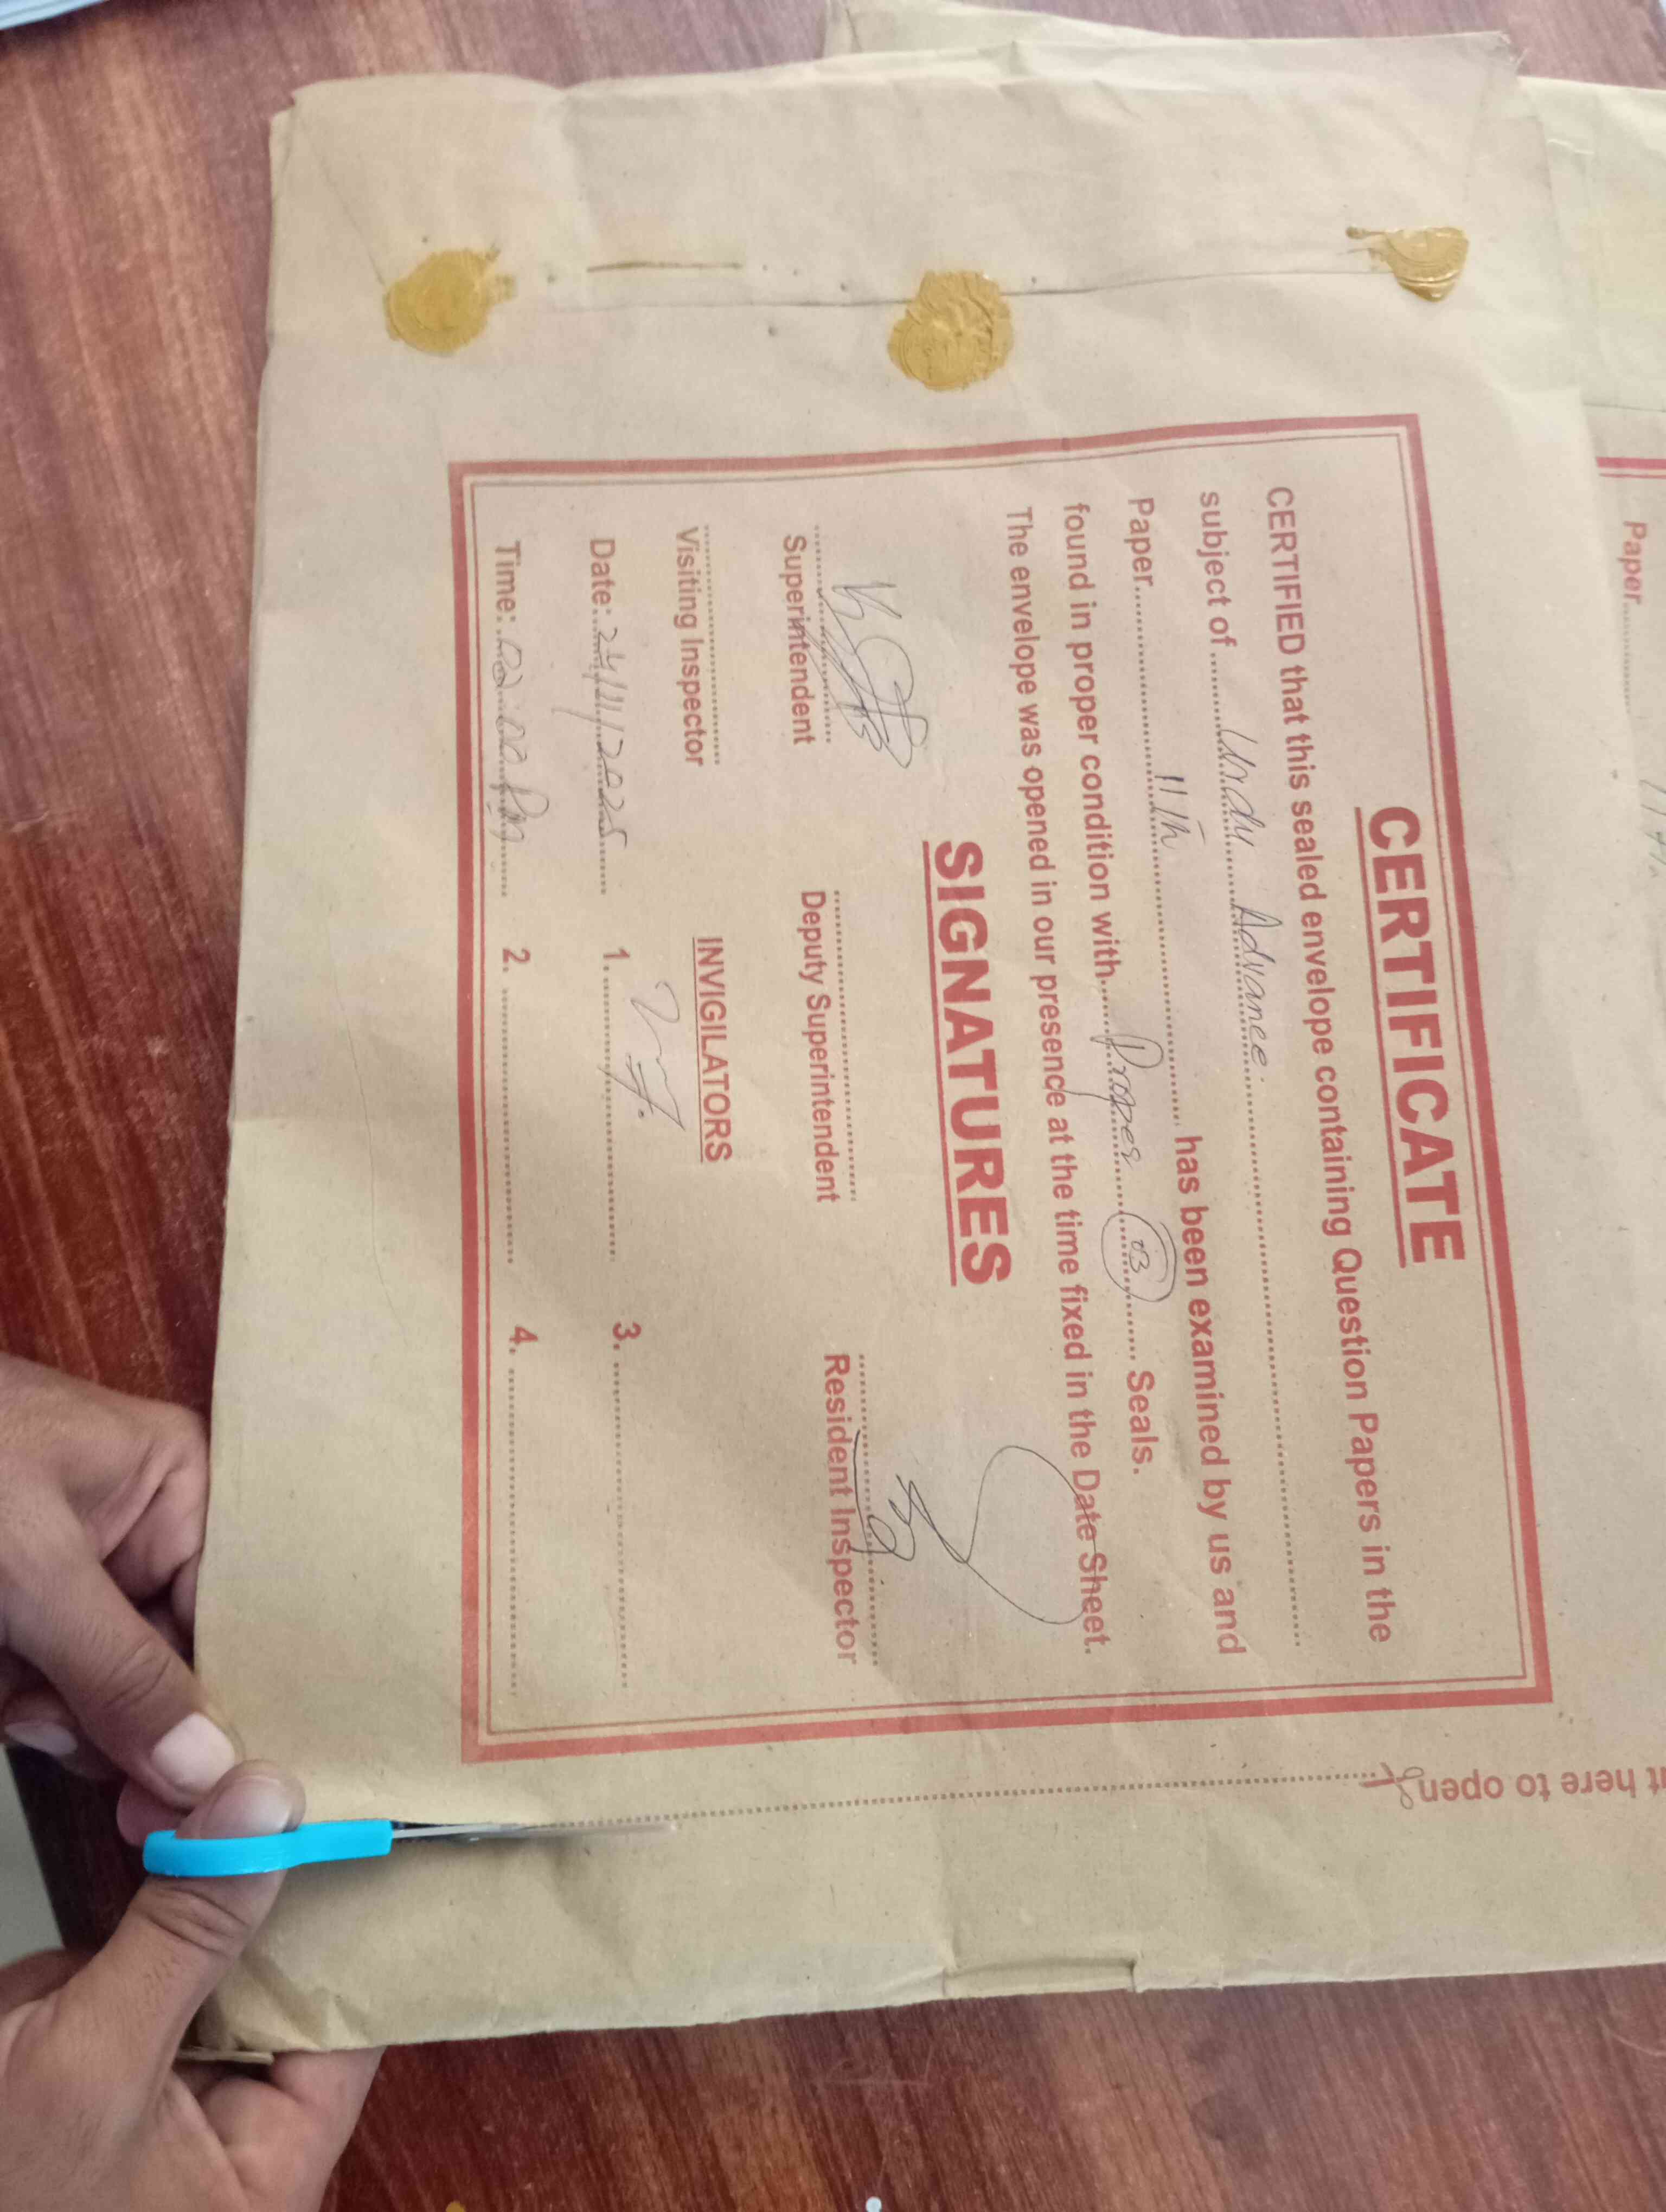 CERTIFICATE
CERTIFIED that this sealed envelope containing Question Papers in the
subject of ........Urdu Advance........
Paper........11th........ has been examined by us and
found in proper condition with.....Proper.....03..... Seals.
The envelope was opened in our presence at the time fixed in the Date Sheet.
SIGNATURES
Superintendent
Deputy Superintendent
Resident Inspector
Visiting Inspector
INVIGILATORS
Date: 24/11/2025
1.
3.
Time: 02:00 Pm
2.
4.
t here to open
Paper